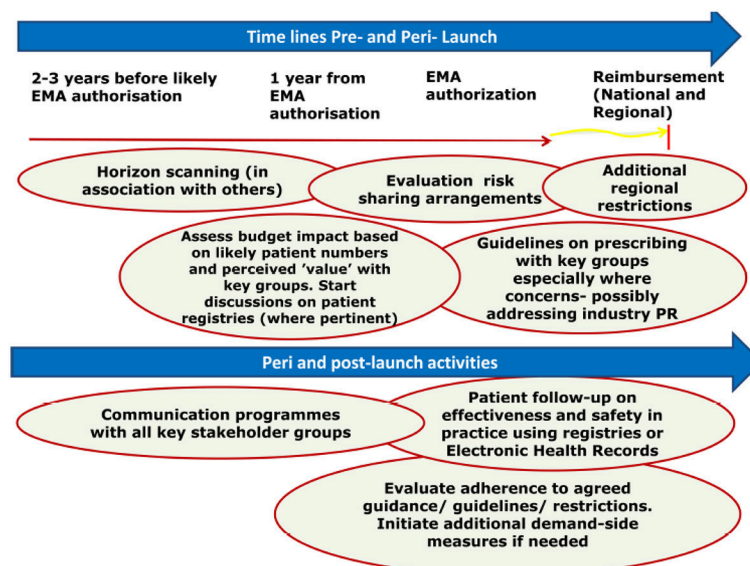 Time lines Pre- and Peri- Launch
2-3 years before likely
EMA authorisation
1 year from
EMA
authorisation
EMA
authorization
Reimbursement
(National and
Regional)
Horizon scanning (in
association with others)
Evaluation risk
sharing arrangements
Additional
regional
restrictions
Assess budget impact based
on likely patient numbers
and perceived ’value’ with
key groups. Start
discussions on patient
registries (where pertinent)
Guidelines on prescribing
with key groups
especially where
concerns- possibly
addressing industry PR
Peri and post-launch activities
Communication programmes
with all key stakeholder groups
Patient follow-up on
effectiveness and safety in
practice using registries or
Electronic Health Records
Evaluate adherence to agreed
guidance/ guidelines/ restrictions.
Initiate additional demand-side
measures if needed